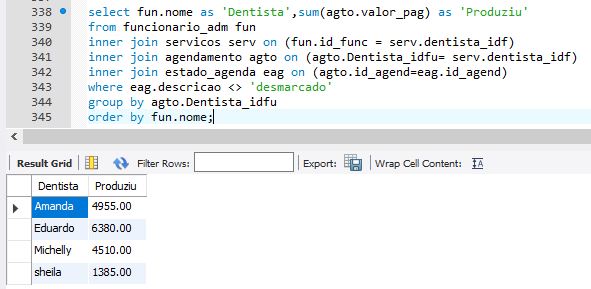 338 select fun.nome as 'Dentista',sum(agto.valor_pag) as 'Produziu'
339 from funcionario_adm fun
340 inner join servicos serv on (fun.id_func = serv.dentista_idf)
341 inner join agendamento agto on (agto.Dentista_idfu= serv.dentista_idf)
342 inner join estado_agenda eag on (agto.id_agend=eag.id_agend)
343 where eag.descricao <> 'desmarcado'
344 group by agto.Dentista_idfu
345 order by fun.nome;
Result Grid Filter Rows: Export: Wrap Cell Content: IA
Dentista Produziu
Amanda 4955.00
Eduardo 6380.00
Michelly 4510.00
sheila 1385.00